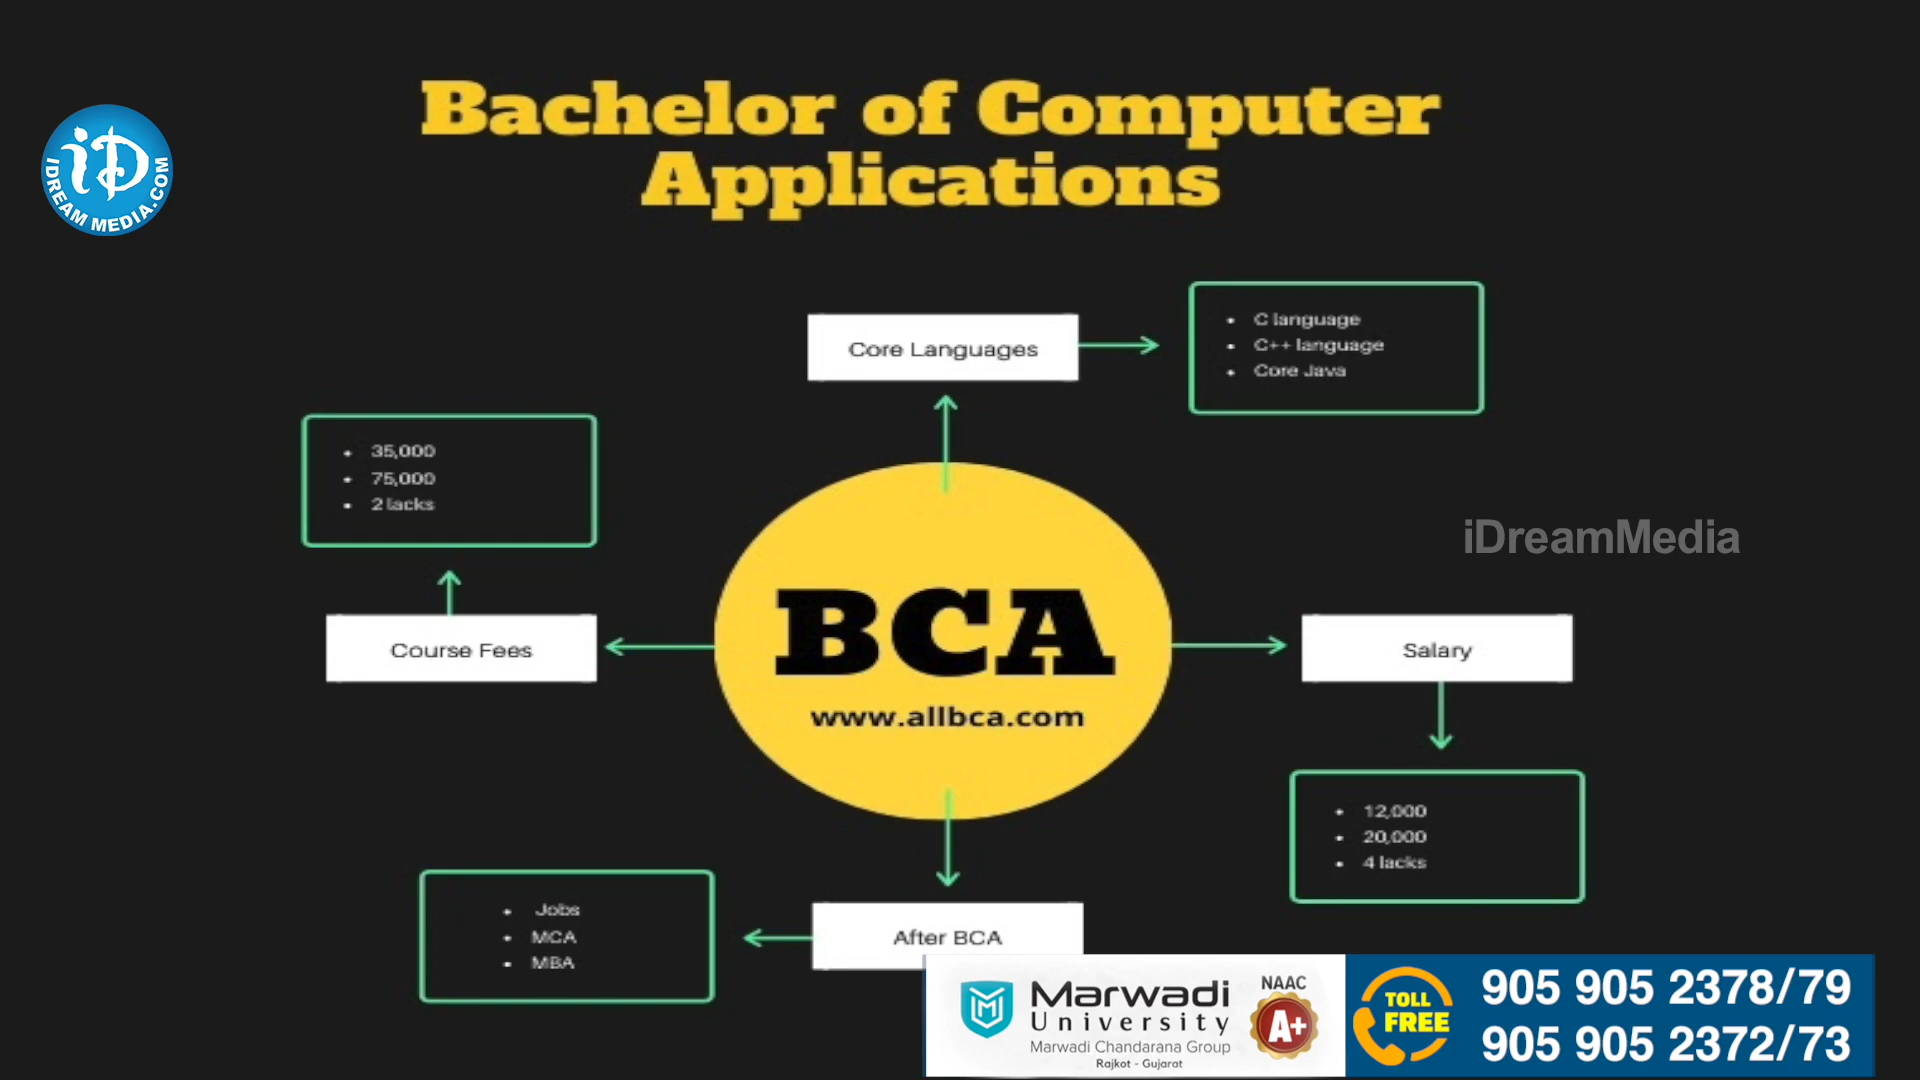 Bachelor of Computer
Applications
iD
IDREAM MEDIA.COM
Core Languages
• C language
• C++ language
• Core Java
• 35,000
• 75,000
• 2 lacks
iDreamMedia
Course Fees
BCA
www.allbca.com
Salary
• 12,000
• 20,000
• 4 lacks
• Jobs
• MCA
• MBA
After BCA
Marwadi
University
Marwadi Chandarana Group
Rajkot - Gujarat
NAAC
A+
TOLL
FREE
905 905 2378/79
905 905 2372/73